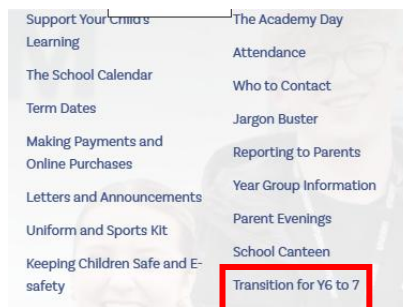 Support Your Child's
Learning
The School Calendar
Term Dates
Making Payments and
Online Purchases
Letters and Announcements
Uniform and Sports Kit
Keeping Children Safe and E-
safety
The Academy Day
Attendance
Who to Contact
Jargon Buster
Reporting to Parents
Year Group Information
Parent Evenings
School Canteen
Transition for Y6 to 7